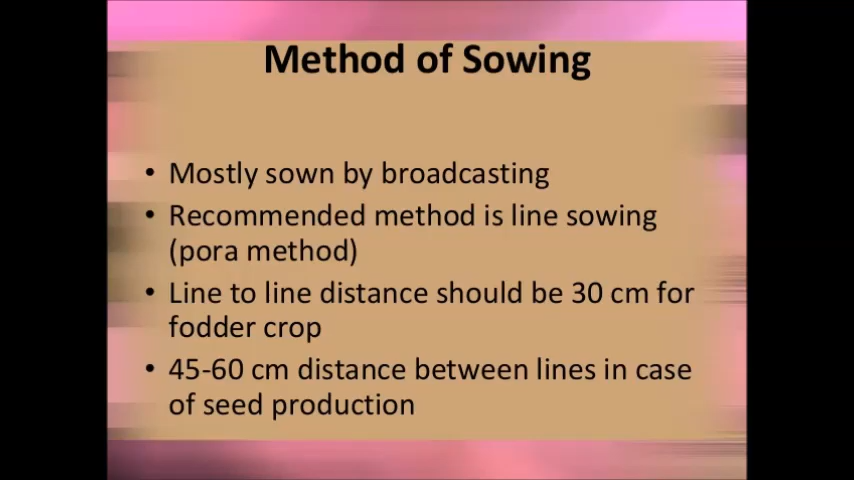 Method of Sowing
• Mostly sown by broadcasting
• Recommended method is line sowing
(pora method)
• Line to line distance should be 30 cm for
fodder crop
• 45-60 cm distance between lines in case
of seed production